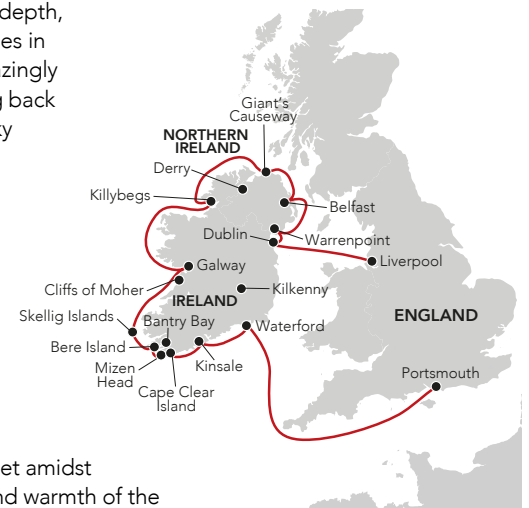 depth,
es in
zingly
g back
ky
Giant's
Causeway
NORTHERN
IRELAND
Derry
Killybegs
Belfast
Dublin
Warrenpoint
Galway
Liverpool
Cliffs of Moher
IRELAND
Kilkenny
Skellig Islands
Bantry Bay
Waterford
ENGLAND
Bere Island
Mizen
Head
Kinsale
Portsmouth
Cape Clear
Island
et amidst
nd warmth of the